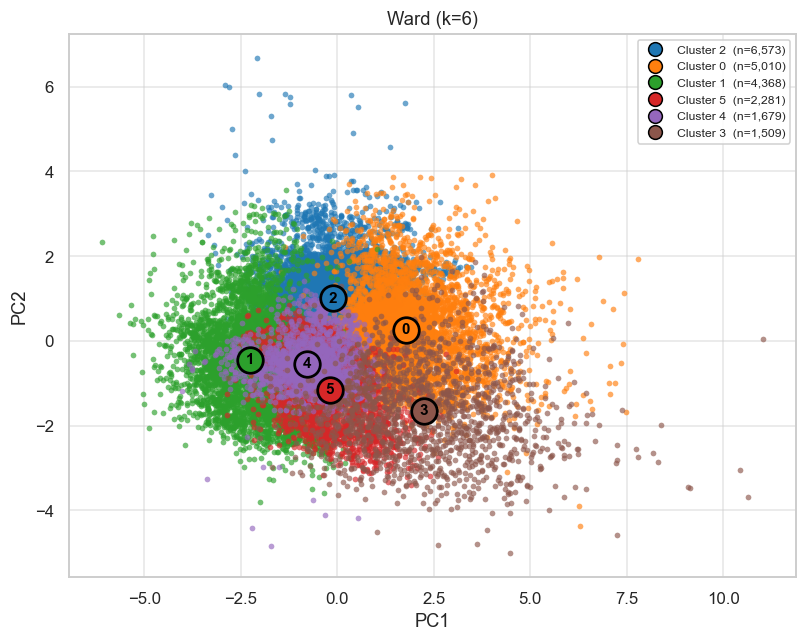 Ward (k=6)
Cluster 2 (n=6,573)
Cluster 0 (n=5,010)
Cluster 1 (n=4,368)
Cluster 5 (n=2,281)
Cluster 4 (n=1,679)
Cluster 3 (n=1,509)
6
4
2
0
−2
−4
PC2
2
0
1
4
5
3
−5.0
−2.5
0.0
2.5
5.0
7.5
10.0
PC1